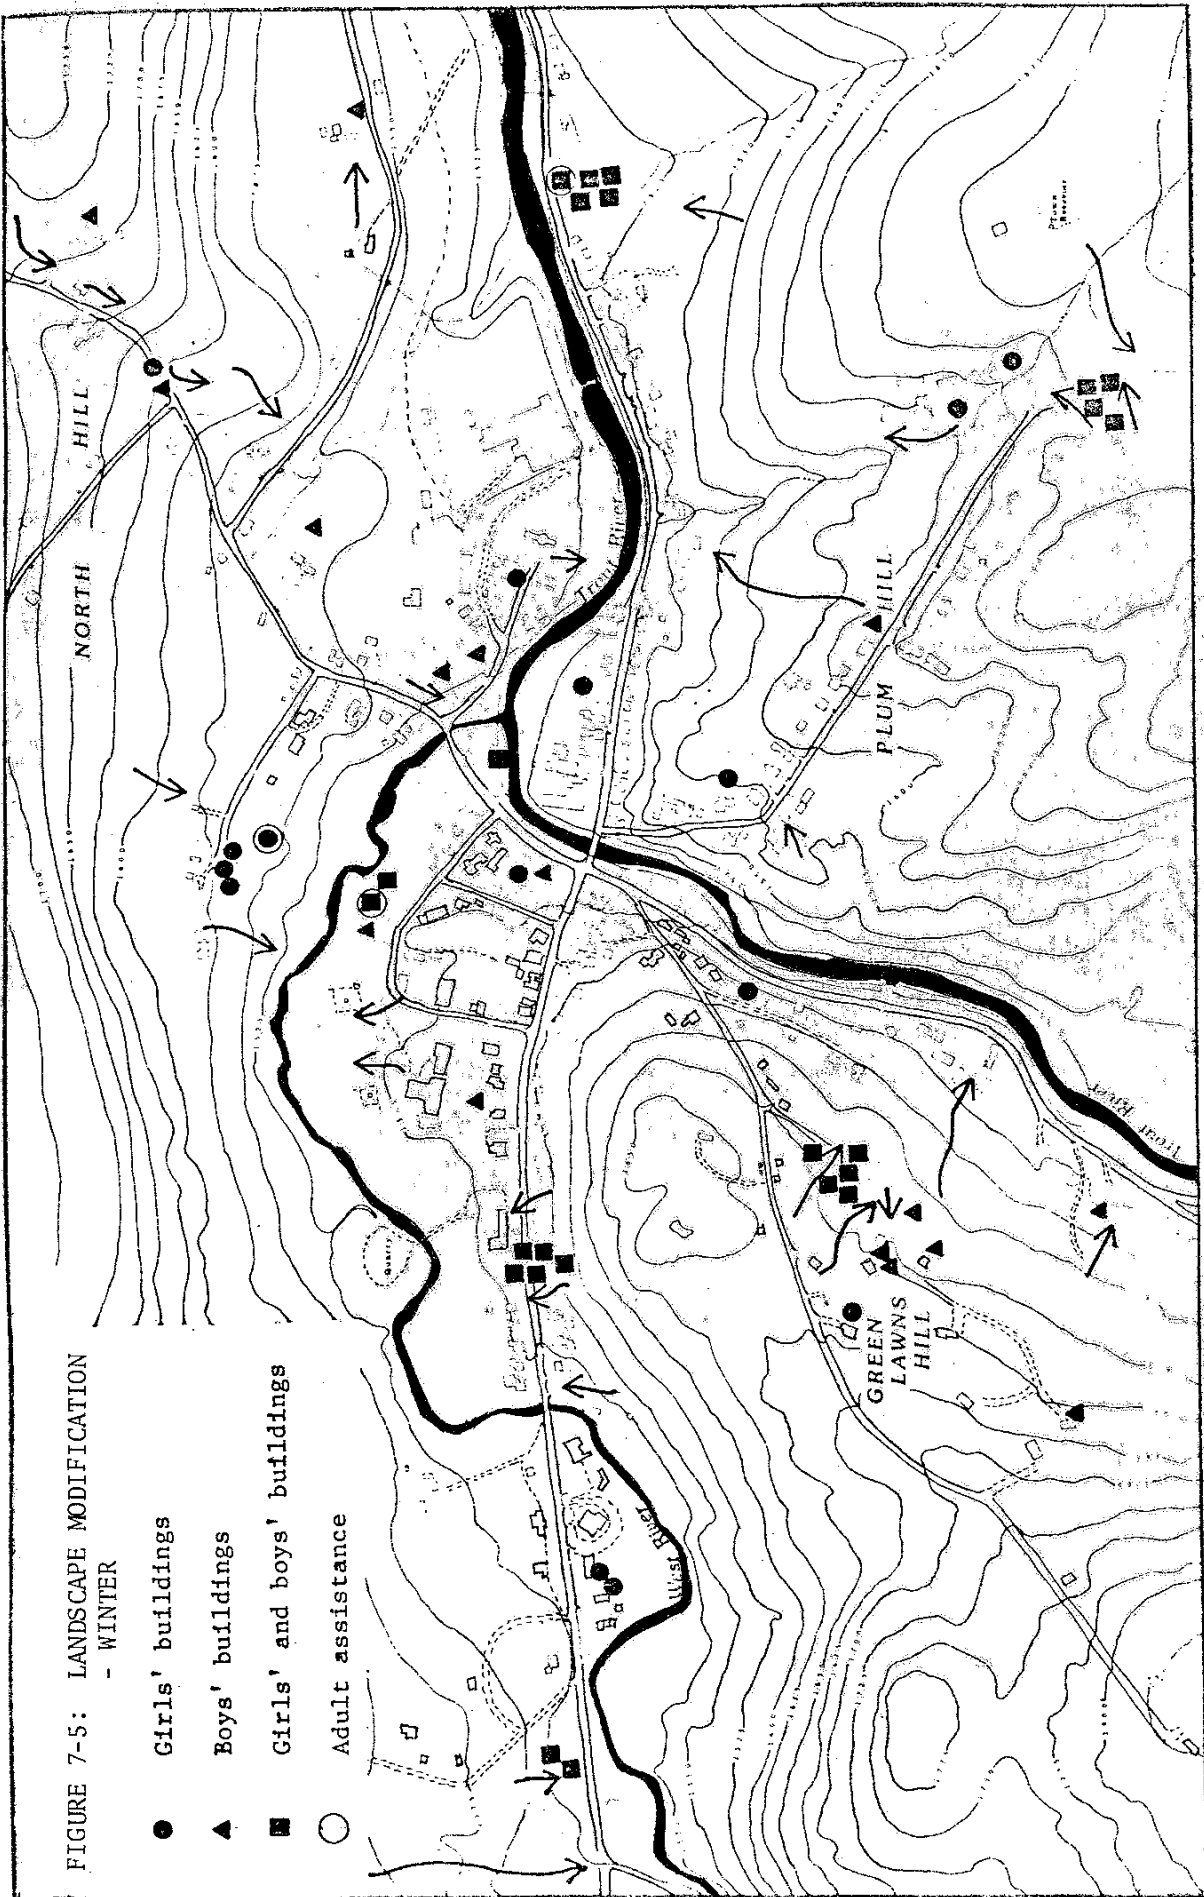 FIGURE 7-5: LANDSCAPE MODIFICATION
- WINTER
Girls' buildings
Boys' buildings
Girls' and boys' buildings
Adult assistance
NORTH HILL
Quarry
West River
Trout River
GREEN
LAWNS
HILL
PLUM HILL
Trout River